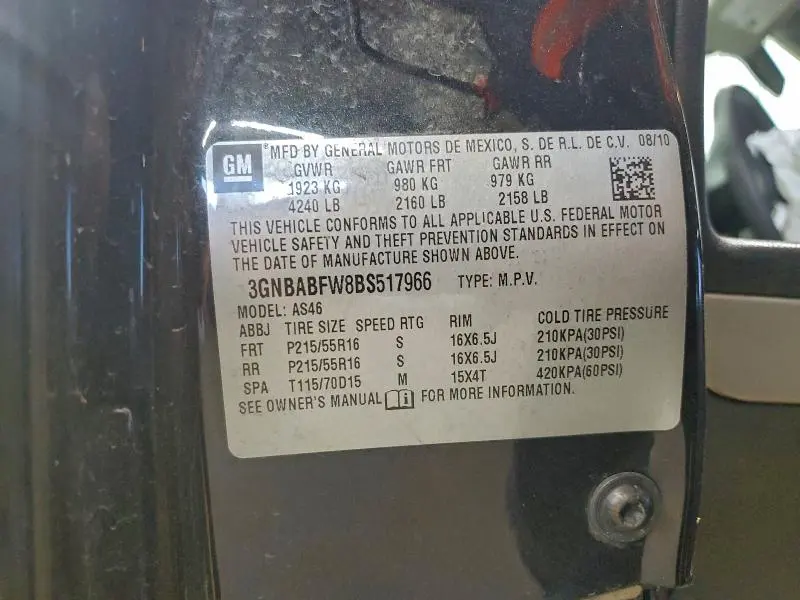 GM ® MFD BY GENERAL MOTORS DE MEXICO, S. DE R.L. DE C.V. 08/10
GVWR GAWR FRT GAWR RR
1923 KG 980 KG 979 KG
4240 LB 2160 LB 2158 LB
THIS VEHICLE CONFORMS TO ALL APPLICABLE U.S. FEDERAL MOTOR
VEHICLE SAFETY AND THEFT PREVENTION STANDARDS IN EFFECT ON
THE DATE OF MANUFACTURE SHOWN ABOVE.
3GNBABFW8BS517966 TYPE: M.P.V.
MODEL: AS46
ABBJ TIRE SIZE SPEED RTG RIM COLD TIRE PRESSURE
FRT P215/55R16 S 16X6.5J 210KPA(30PSI)
RR P215/55R16 S 16X6.5J 210KPA(30PSI)
SPA T115/70D15 M 15X4T 420KPA(60PSI)
SEE OWNER'S MANUAL i FOR MORE INFORMATION.